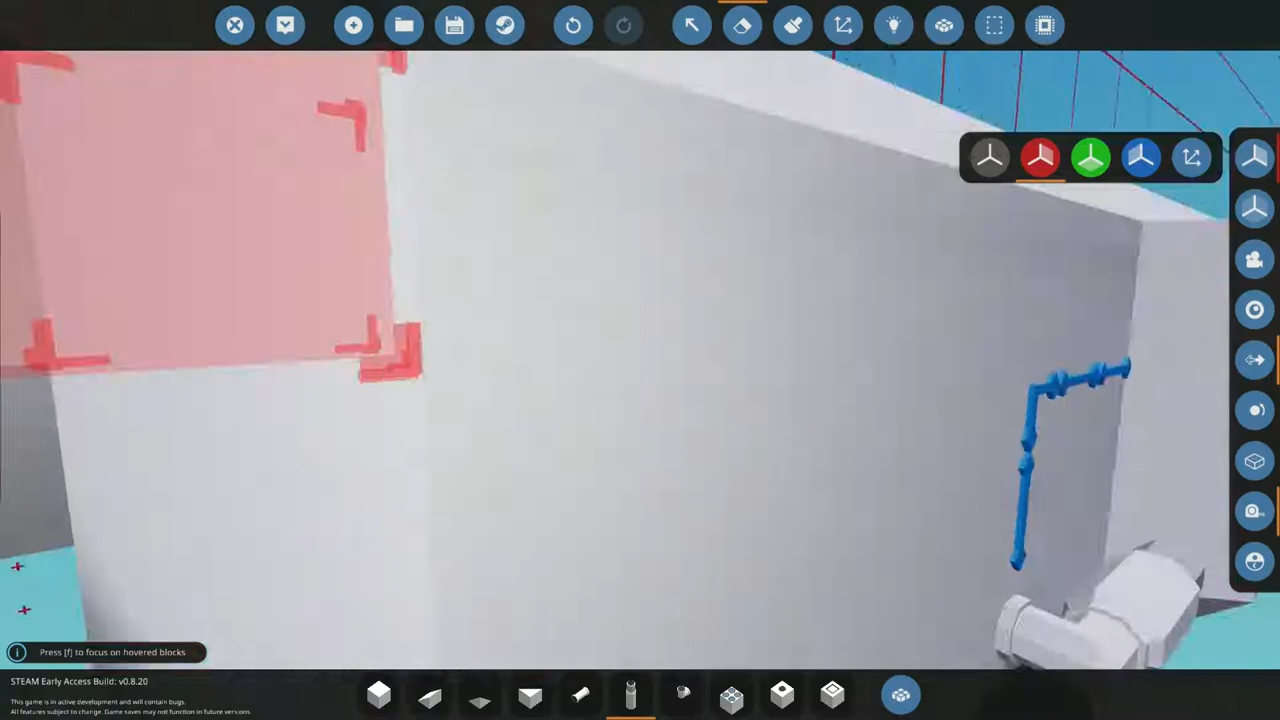 Press [f] to focus on hovered blocks
STEAM Early Access Build: v0.8.20
This game is in active development and will contain bugs.
All features subject to change. Game saves may not function in future versions